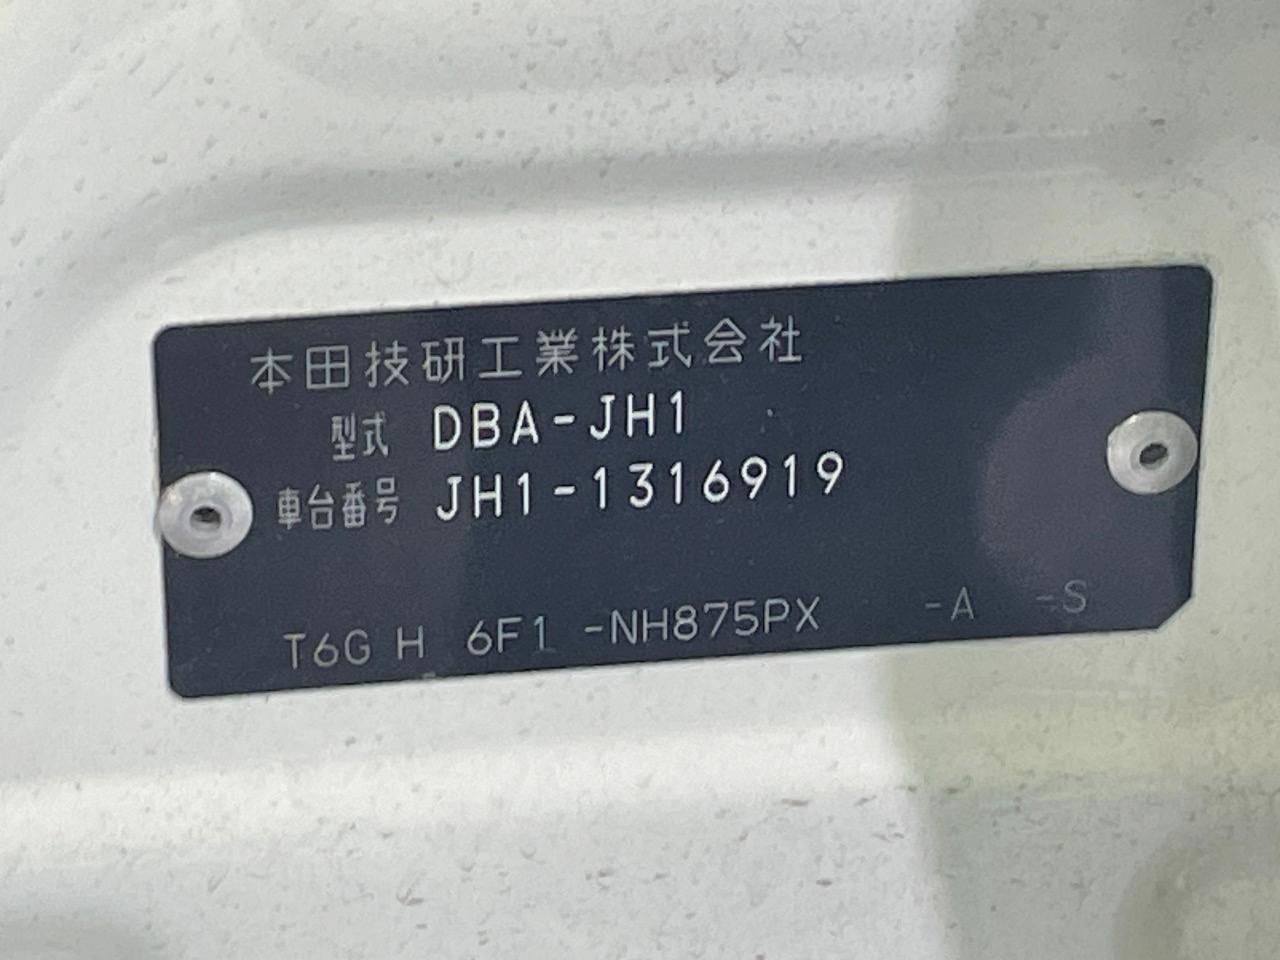 本田技研工業株式会社
型式 DBA-JH1
車台番号 JH1-1316919
T6G H 6F1 -NH875PX -A -S